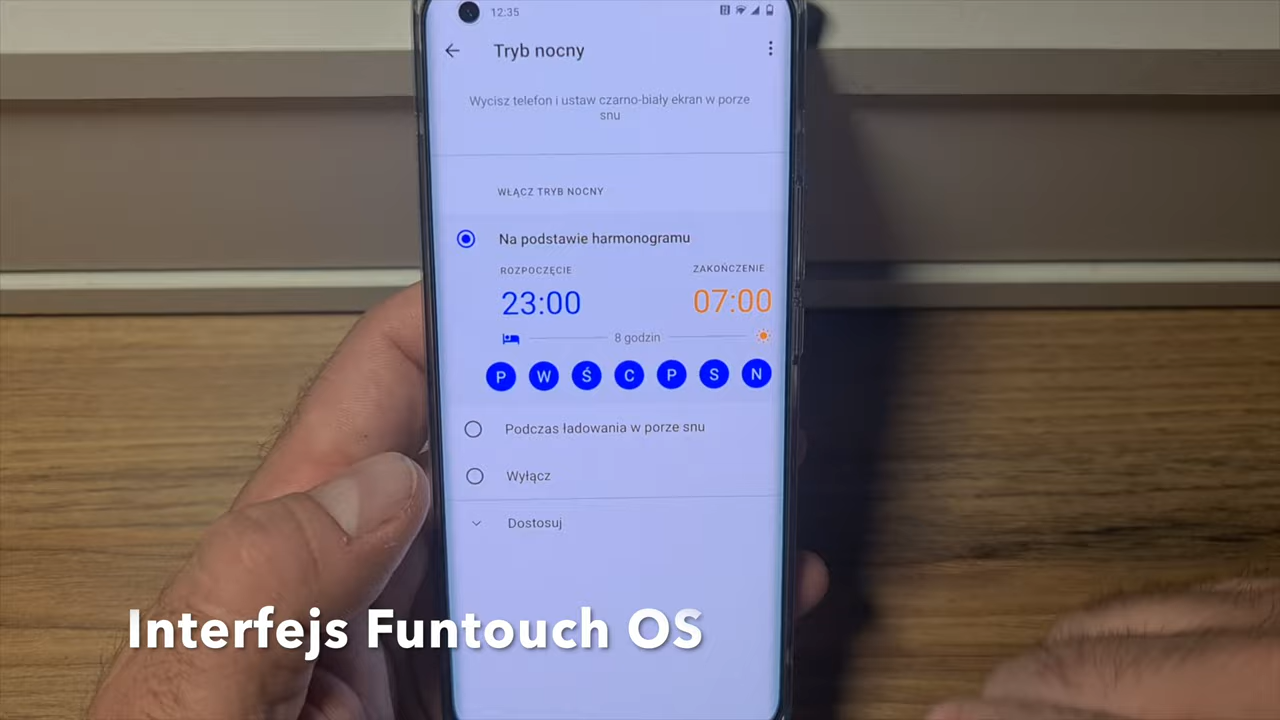 12:35
Tryb nocny
Wycisz telefon i ustaw czarno-biały ekran w porze
snu
WŁĄCZ TRYB NOCNY
Na podstawie harmonogramu
ROZPOCZĘCIE ZAKOŃCZENIE
23:00 07:00
8 godzin
P W Ś C P S N
Podczas ładowania w porze snu
Wyłącz
Dostosuj
Interfejs Funtouch OS